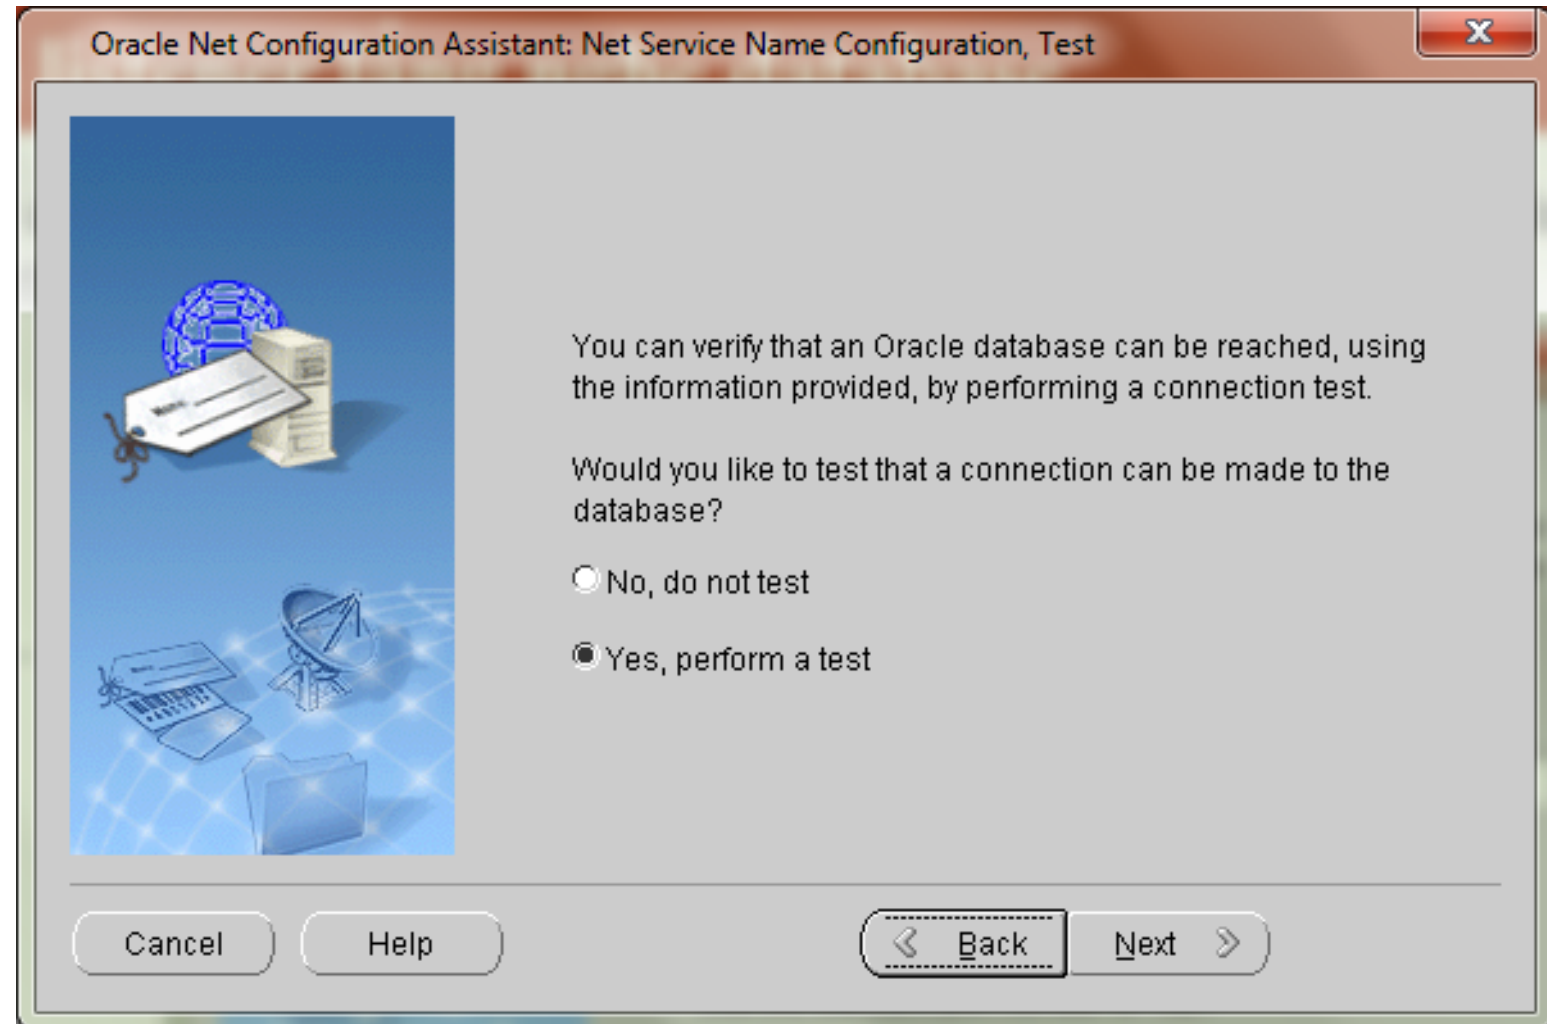 Oracle Net Configuration Assistant: Net Service Name Configuration, Test
You can verify that an Oracle database can be reached, using
the information provided, by performing a connection test.
Would you like to test that a connection can be made to the
database?
No, do not test
Yes, perform a test
Cancel
Help
Back
Next